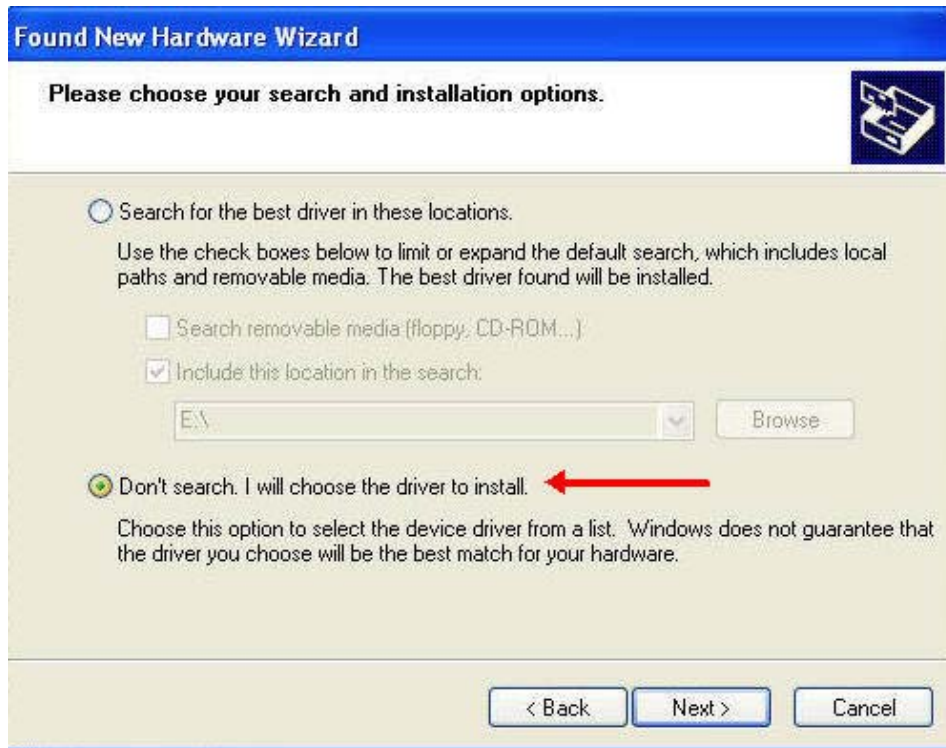 Found New Hardware Wizard
Please choose your search and installation options.
Search for the best driver in these locations.
Use the check boxes below to limit or expand the default search, which includes local
paths and removable media. The best driver found will be installed.
Search removable media (floppy, CD-ROM...)
Include this location in the search:
E:\
Browse
Don't search. I will choose the driver to install.
Choose this option to select the device driver from a list. Windows does not guarantee that
the driver you choose will be the best match for your hardware.
< Back
Next >
Cancel